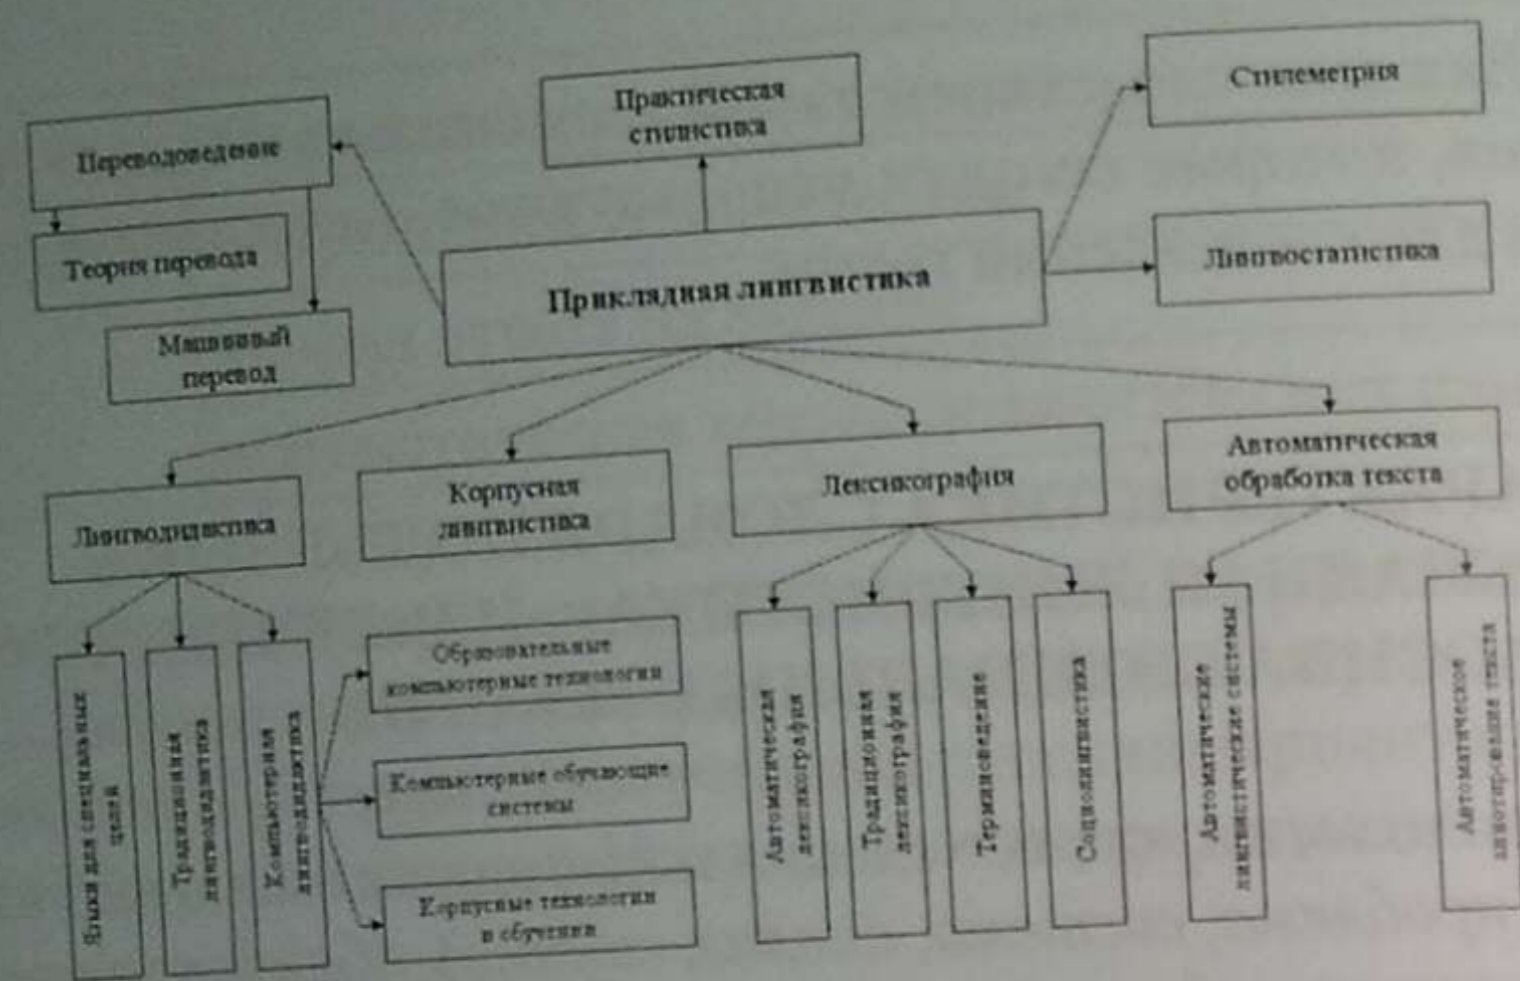 Практическая
стилистика
Стилеметрия
Переводоведение
Теория перевода
Машинный
перевод
Прикладная лингвистика
Лингвостатистика
Лингводидактика
Корпусная
лингвистика
Лексикография
Автоматическая
обработка текста
Языки для специальных
целей
Традиционная
лингводидактика
Компьютерная
лингводидактика
Образовательные
компьютерные технологии
Компьютерные обучающие
системы
Корпусные технологии
в обучении
Автоматическая
лексикография
Традиционная
лексикография
Терминоведение
Социолингвистика
Автоматические
лингвистические системы
Автоматическое
аннотирование текста